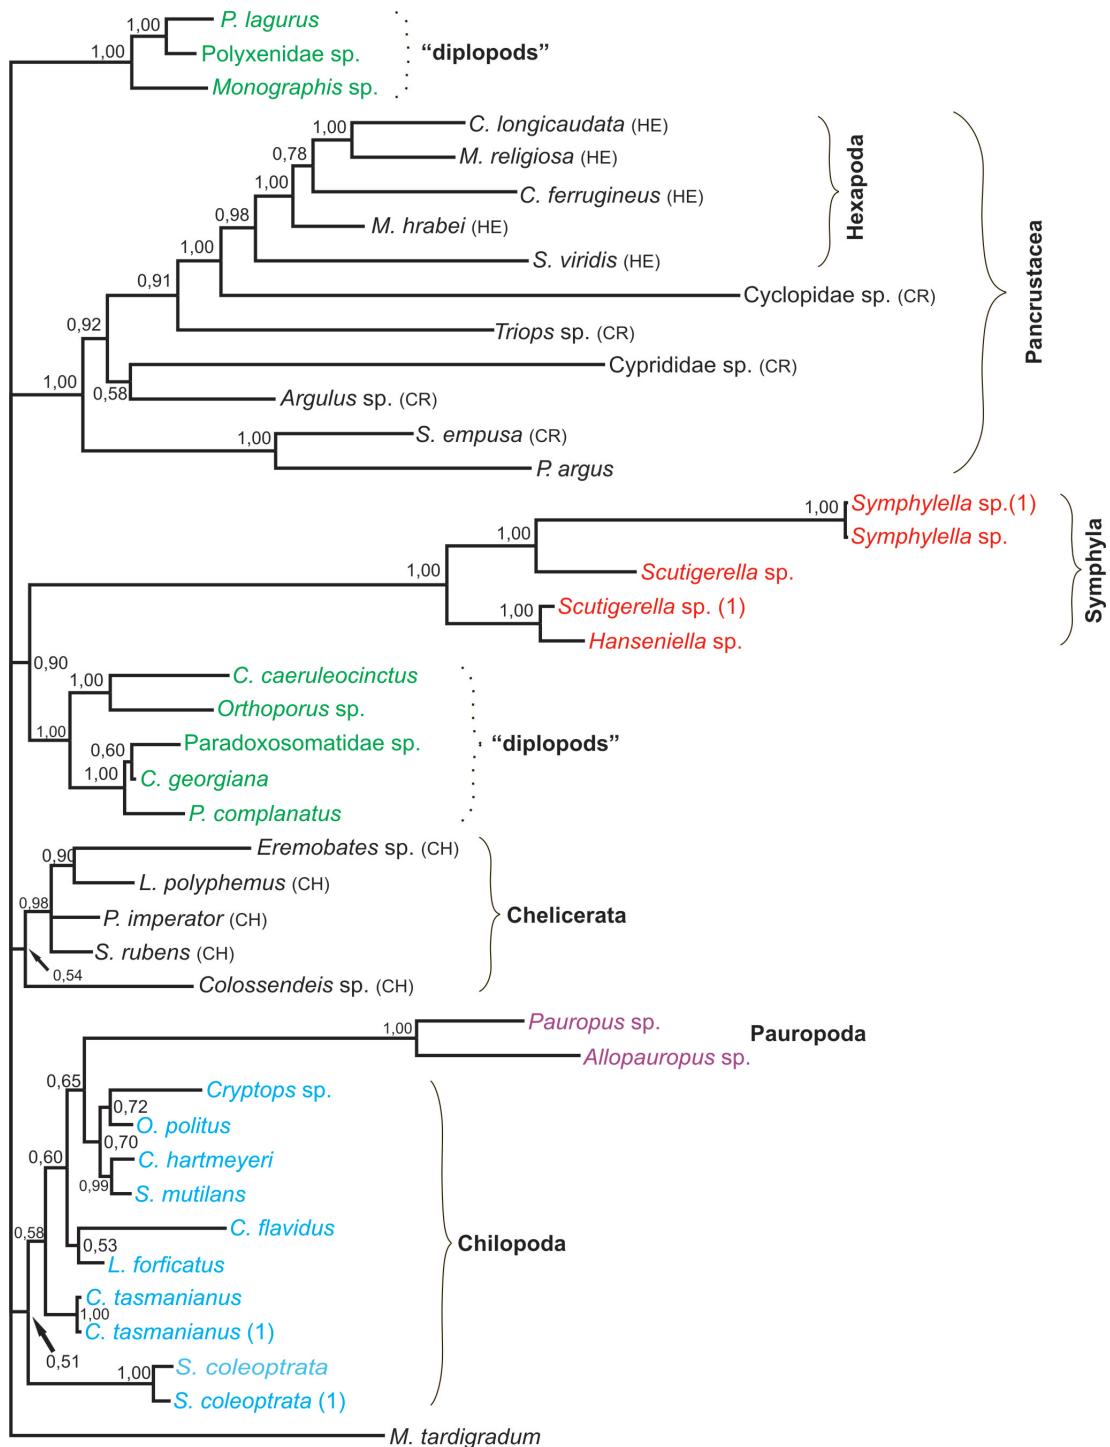 1,00
P. lagurus
1,00
Polyxenidae sp.
"diplopods"
Monographis sp.
C. longicaudata (HE)
1,00
M. religiosa (HE)
0,78
1,00
C. ferrugineus (HE)
Hexapoda
0,98
M. hrabei (HE)
1,00
S. viridis (HE)
0,91
Cyclopidae sp. (CR)
Pancrustacea
0,92
Triops sp. (CR)
Cyprididae sp. (CR)
1,00
0,58
Argulus sp. (CR)
1,00
S. empusa (CR)
P. argus
1,00
Symphylella sp.(1)
1,00
Symphylella sp.
Symphyla
1,00
Scutigerella sp.
1,00
Scutigerella sp. (1)
Hanseniella sp.
0,90
1,00
C. caeruleocinctus
Orthoporus sp.
1,00
0,60
Paradoxosomatidae sp.
"diplopods"
1,00
C. georgiana
P. complanatus
0,90
Eremobates sp. (CH)
L. polyphemus (CH)
0,98
P. imperator (CH)
Chelicerata
S. rubens (CH)
0,54
Colossendeis sp. (CH)
1,00
Pauropus sp.
Pauropoda
Allopauropus sp.
0,65
Cryptops sp.
0,72
O. politus
0,70
0,60
C. hartmeyeri
0,99
S. mutilans
0,58
C. flavidus
0,53
Chilopoda
L. forficatus
C. tasmanianus
1,00
C. tasmanianus (1)
0,51
1,00
S. coleoptrata
S. coleoptrata (1)
M. tardigradum